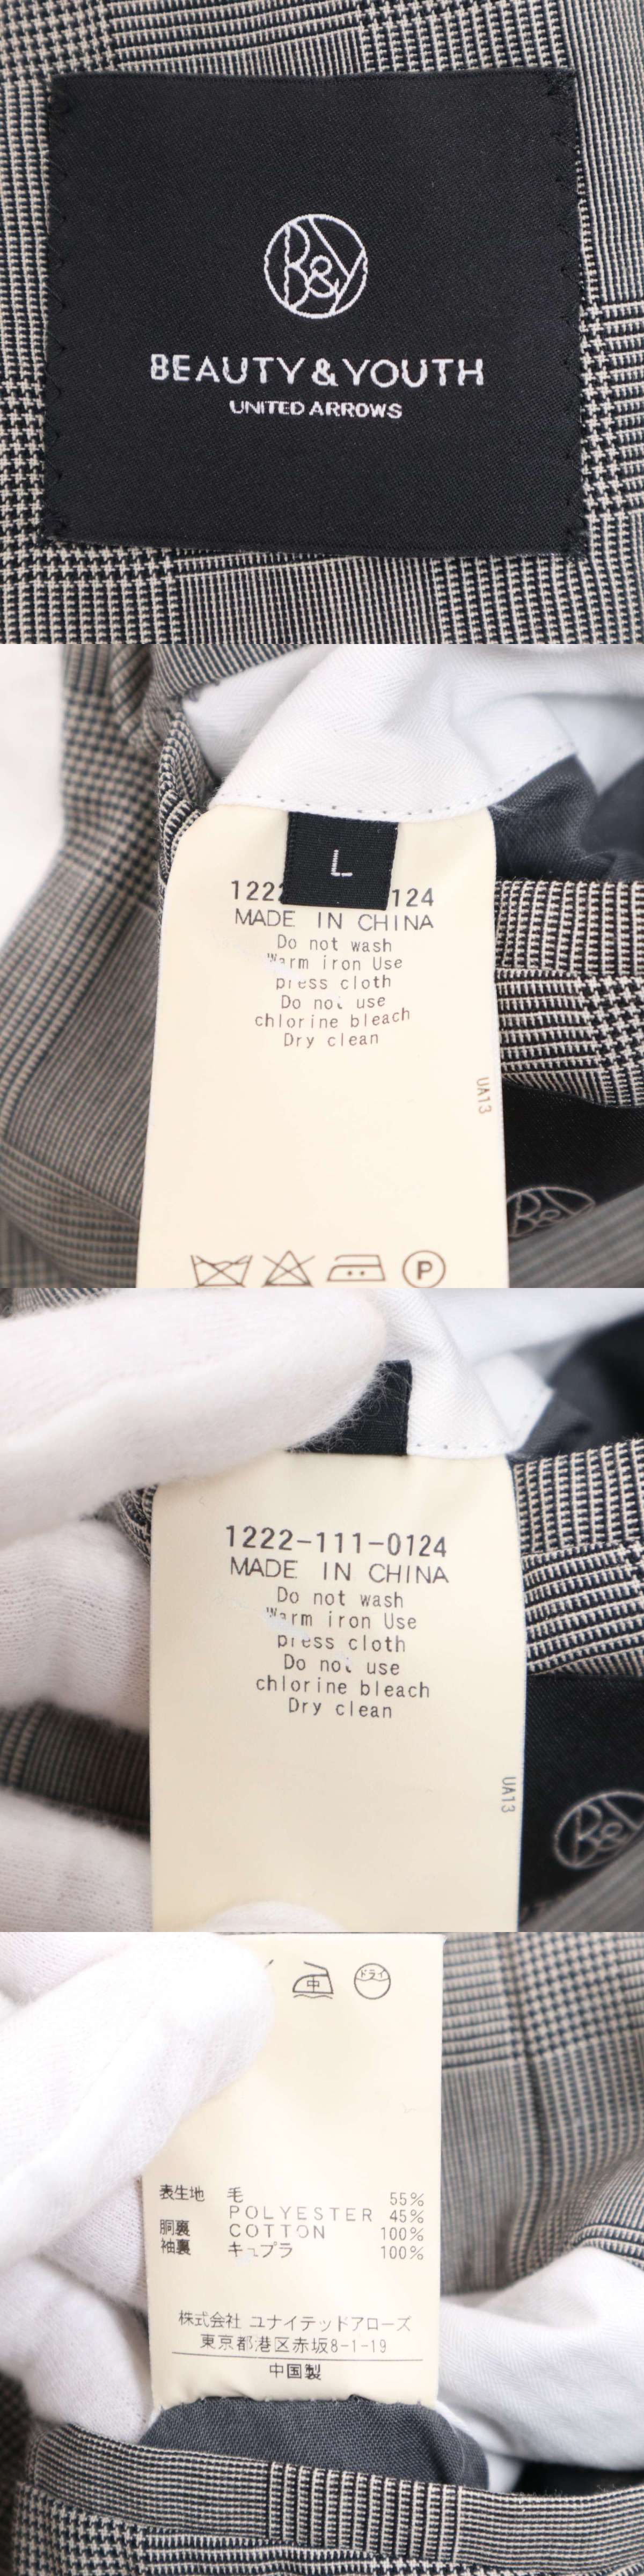 B&Y
BEAUTY & YOUTH
UNITED ARROWS
L
1222 124
MADE IN CHINA
Do not wash
Warm iron Use
press cloth
Do not use
chlorine bleach
Dry clean
UA13
B&
P
1222-111-0124
MADE IN CHINA
Do not wash
Warm iron Use
press cloth
Do not use
chlorine bleach
Dry clean
UA13
B&
中 ドライ
表生地 毛 55%
POLYESTER 45%
胴裏 COTTON 100%
袖裏 キュプラ 100%
株式会社 ユナイテッドアローズ
東京都港区赤坂8-1-19
中国製